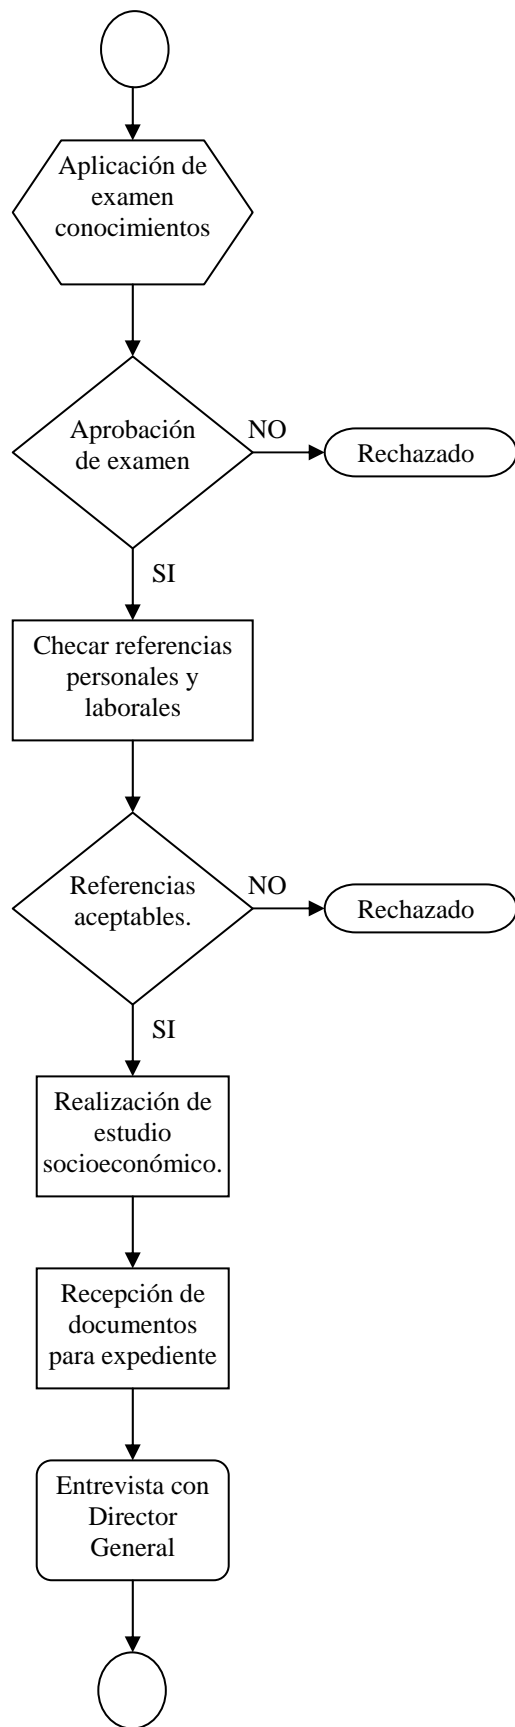 Aplicación de
examen
conocimientos
Aprobación
de examen
NO
Rechazado
SI
Checar referencias
personales y
laborales
Referencias
aceptables.
NO
Rechazado
SI
Realización de
estudio
socioeconómico.
Recepción de
documentos
para expediente
Entrevista con
Director
General